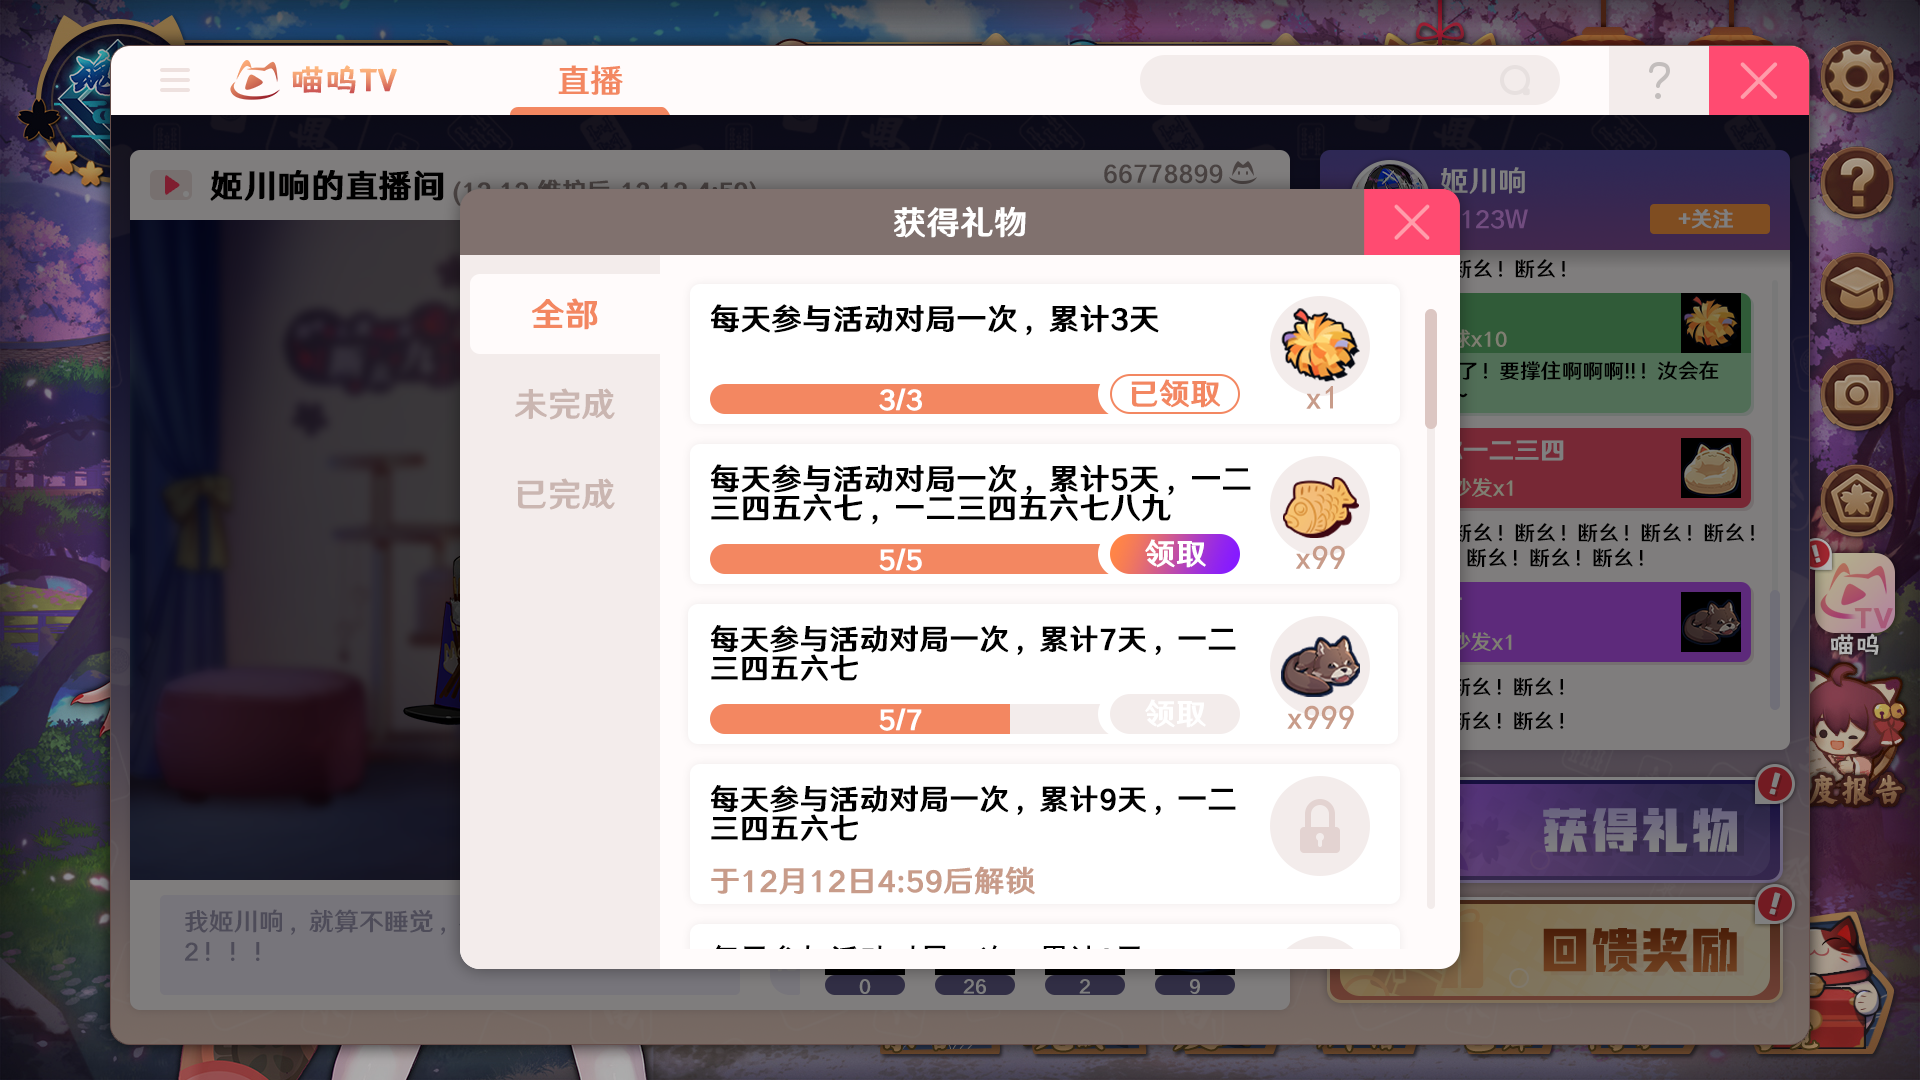 喵呜TV
直播
?
姬川响的直播间
66778899
姬川响
123W
+关注
获得礼物
全部
未完成
已完成
每天参与活动对局一次，累计3天
3/3
已领取
x1
每天参与活动对局一次，累计5天，一二
三四五六七，一二三四五六七八九
5/5
领取
x99
每天参与活动对局一次，累计7天，一二
三四五六七
5/7
领取
x999
每天参与活动对局一次，累计9天，一二
三四五六七
于12月12日4:59后解锁
断幺！断幺！
x10
了！要撑住啊啊啊!!！汝会在
~
一二三四
沙发x1
断幺！断幺！断幺！断幺！断幺！
断幺！断幺！断幺！
沙发x1
断幺！断幺！
断幺！断幺！
获得礼物
回馈奖励
我姬川响，就算不睡觉，
2！！！
0
26
2
9
TV
喵呜
度报告